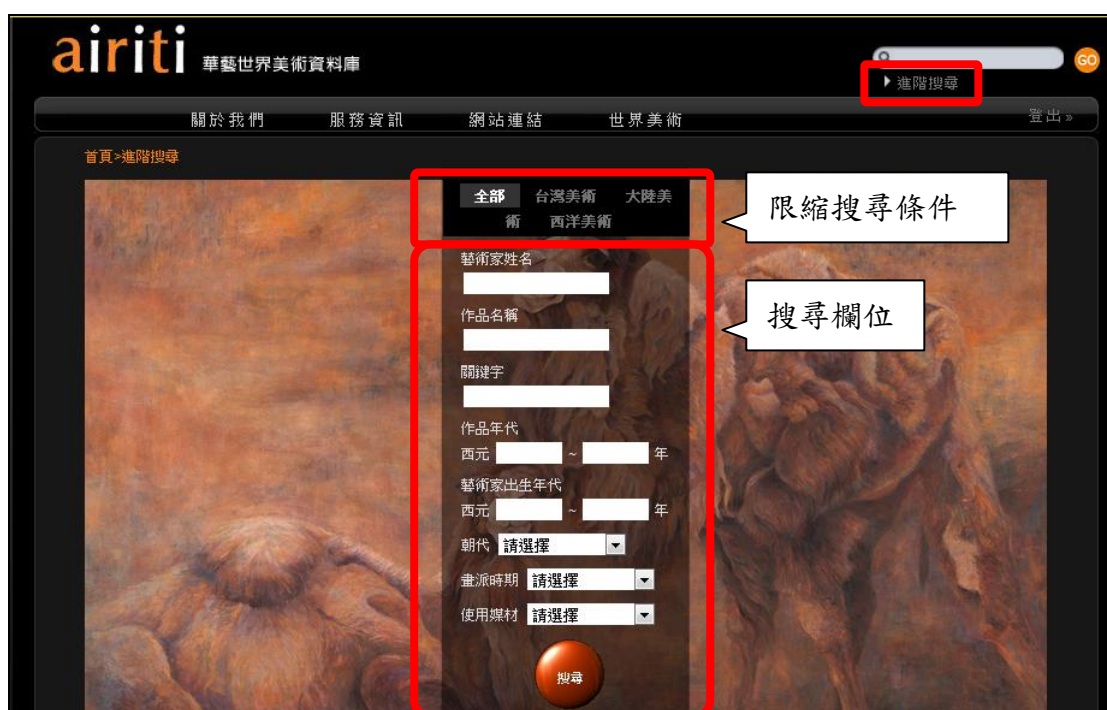 airiti 華藝世界美術資料庫
GO
進階搜尋
關於我們 服務資訊 網站連結 世界美術
登出»
首頁>進階搜尋
全部 台灣美術 大陸美
術 西洋美術
限縮搜尋條件
藝術家姓名
搜尋欄位
作品名稱
關鍵字
作品年代
西元 ~ 年
藝術家出生年代
西元 ~ 年
朝代 請選擇
畫派時期 請選擇
使用媒材 請選擇
搜尋